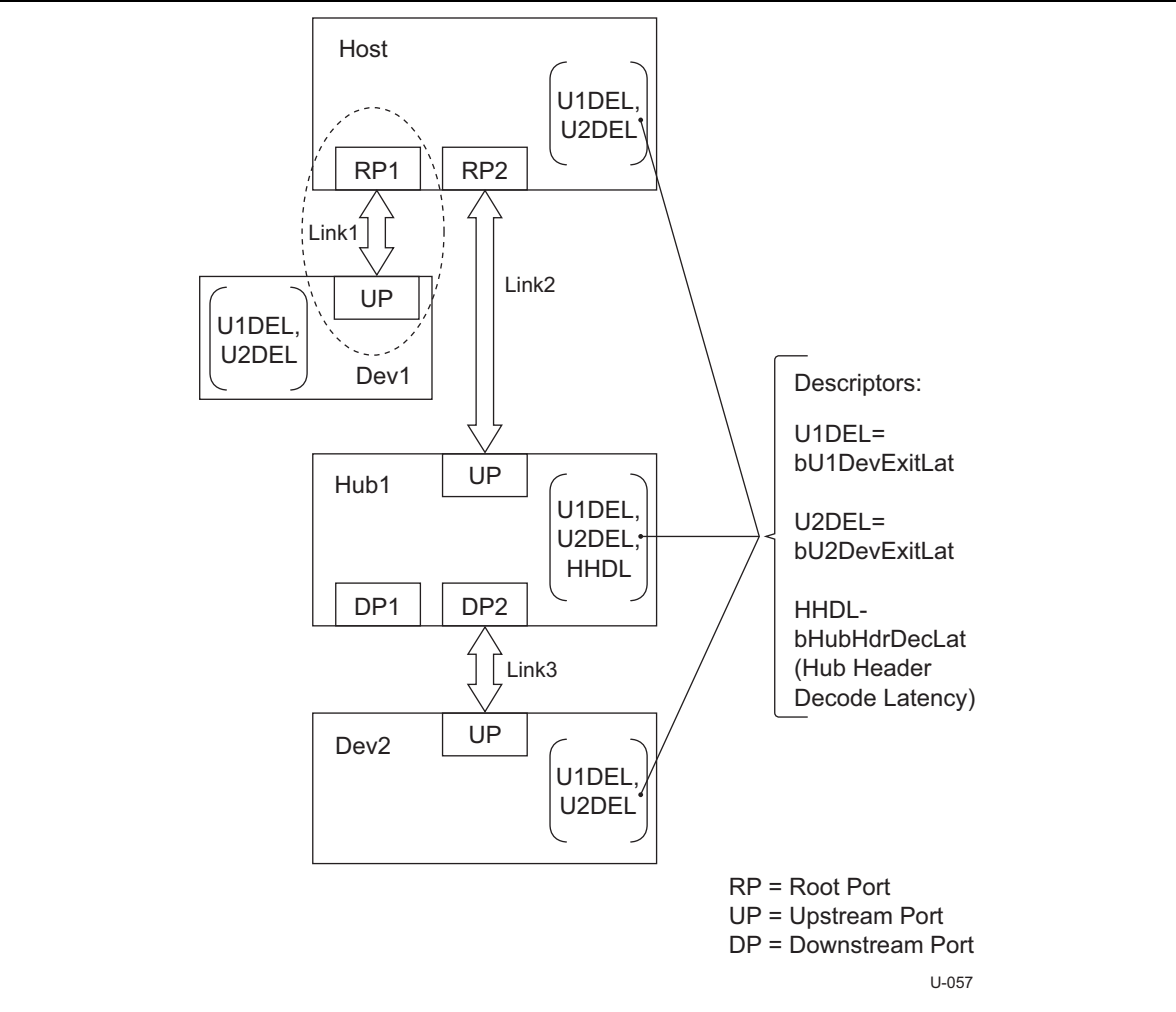 Host
U1DEL,
U2DEL
RP1
RP2
Link1
Link2
UP
U1DEL,
U2DEL
Dev1
Descriptors:
U1DEL=
bU1DevExitLat
U2DEL=
bU2DevExitLat
HHDL-
bHubHdrDecLat
(Hub Header
Decode Latency)
Hub1
UP
U1DEL,
U2DEL,
HHDL
DP1
DP2
Link3
Dev2
UP
U1DEL,
U2DEL
RP = Root Port
UP = Upstream Port
DP = Downstream Port
U-057